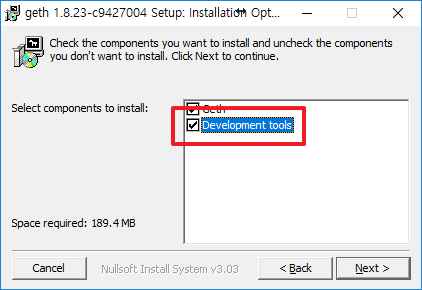 geth 1.8.23-c9427004 Setup: Installation Opt...
Check the components you want to install and uncheck the components
you don't want to install. Click Next to continue.
Select components to install:
Geth
Development tools
Space required: 189.4 MB
Cancel
Nullsoft Install System v3.03
< Back
Next >